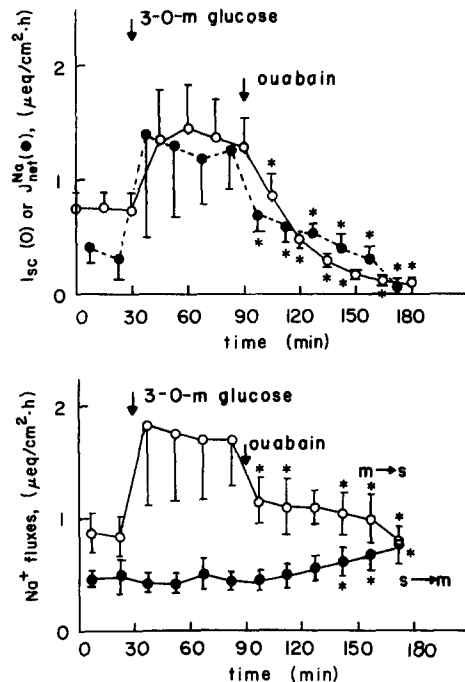 3-O-m glucose
ouabain
Isc (O) or J Na net (●), (μeq/cm²·h)
2
1
0
* * * * * * * * * * * *
0 30 60 90 120 150 180
time (min)
3-O-m glucose
ouabain
m→s
s→m
Na+ fluxes, (μeq/cm²·h)
2
1
0
* * * * * * * *
0 30 60 90 120 150 180
time (min)